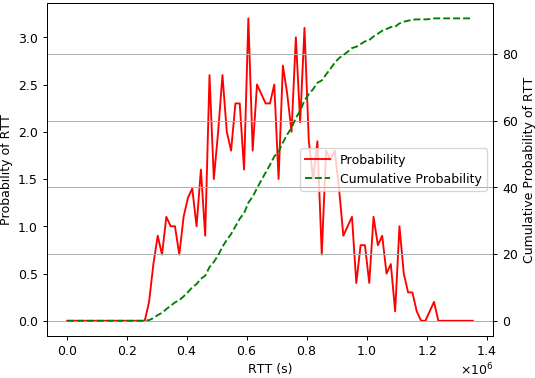 Probability of RTT
3.0
2.5
2.0
1.5
1.0
0.5
0.0
Probability
Cumulative Probability
80
60
40
20
0
Cumulative Probability of RTT
0.0 0.2 0.4 0.6 0.8 1.0 1.2 1.4
RTT (s)
×10⁶